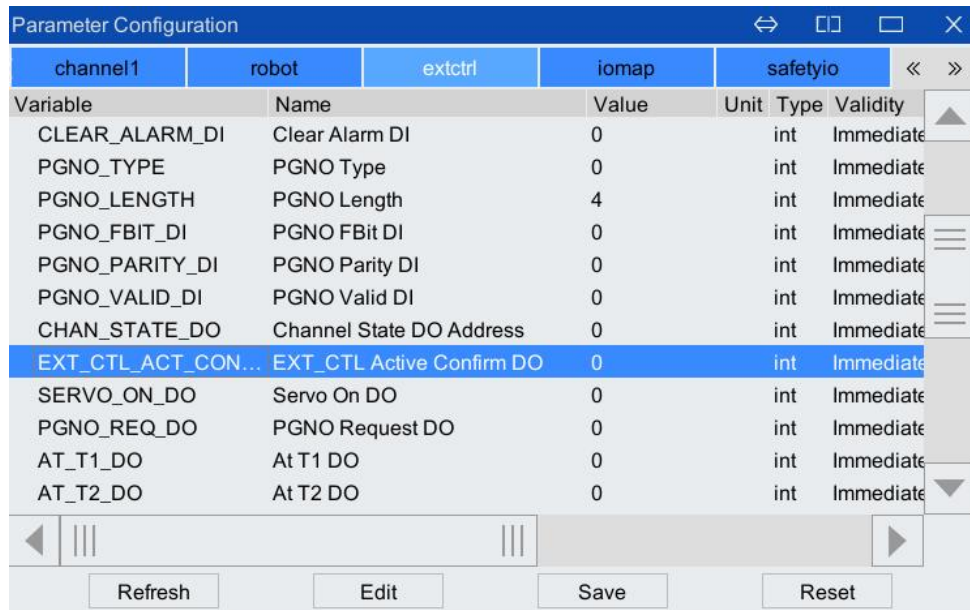 Parameter Configuration
channel1 robot extctrl iomap safetyio « »
Variable Name Value Unit Type Validity
CLEAR_ALARM_DI Clear Alarm DI 0 int Immediate
PGNO_TYPE PGNO Type 0 int Immediate
PGNO_LENGTH PGNO Length 4 int Immediate
PGNO_FBIT_DI PGNO FBit DI 0 int Immediate
PGNO_PARITY_DI PGNO Parity DI 0 int Immediate
PGNO_VALID_DI PGNO Valid DI 0 int Immediate
CHAN_STATE_DO Channel State DO Address 0 int Immediate
EXT_CTL_ACT_CON... EXT_CTL Active Confirm DO 0 int Immediate
SERVO_ON_DO Servo On DO 0 int Immediate
PGNO_REQ_DO PGNO Request DO 0 int Immediate
AT_T1_DO At T1 DO 0 int Immediate
AT_T2_DO At T2 DO 0 int Immediate
Refresh Edit Save Reset